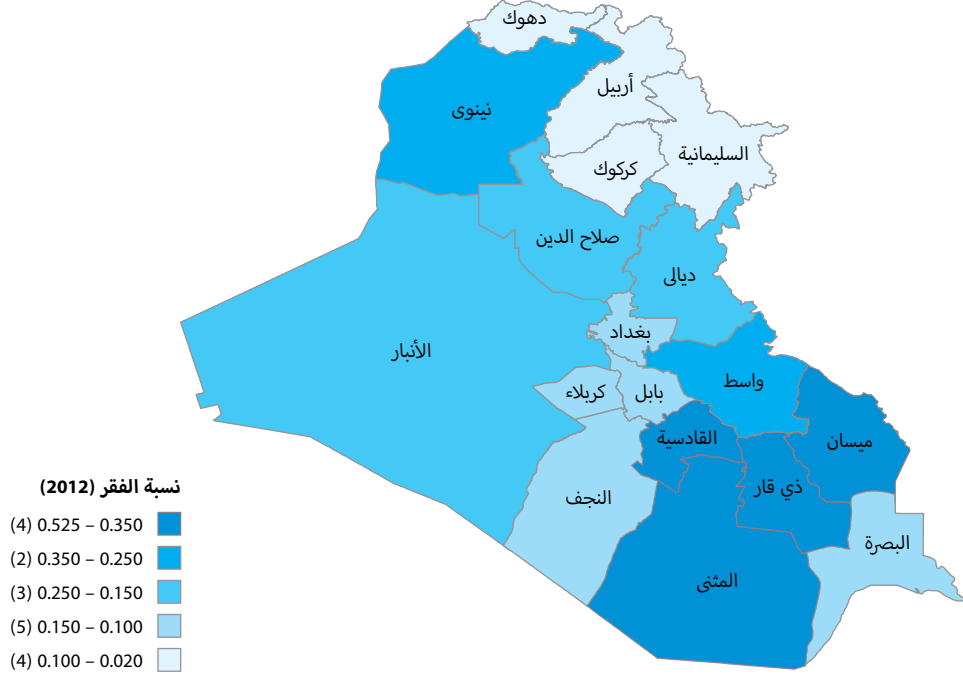 دهوك
أربيل
نينوى
السليمانية
كركوك
صلاح الدين
ديالى
بغداد
الأنبار
واسط
كربلاء
بابل
القادسية
ميسان
ذي قار
النجف
البصرة
المثنى
نسبة الفقر (2012)
(4) 0.525 – 0.350
(2) 0.350 – 0.250
(3) 0.250 – 0.150
(5) 0.150 – 0.100
(4) 0.100 – 0.020